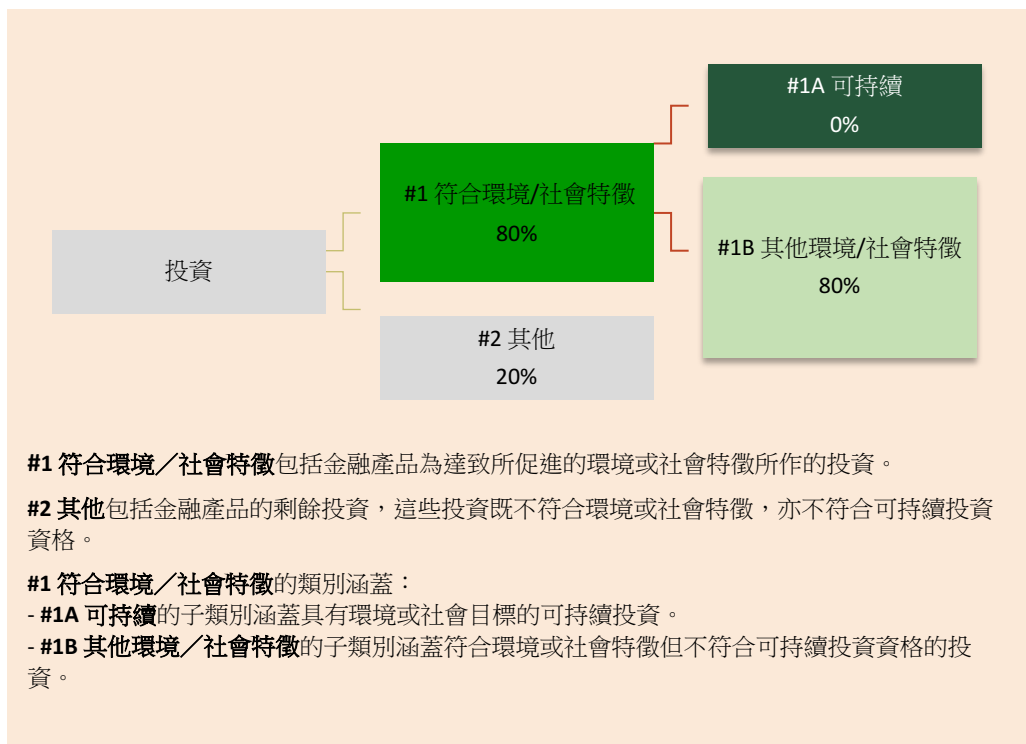 #1A 可持續
0%
#1 符合環境/社會特徵
80%
#1B 其他環境/社會特徵
80%
投資
#2 其他
20%
#1 符合環境／社會特徵包括金融產品為達致所促進的環境或社會特徵所作的投資。
#2 其他包括金融產品的剩餘投資，這些投資既不符合環境或社會特徵，亦不符合可持續投資
資格。
#1 符合環境／社會特徵的類別涵蓋：
- #1A 可持續的子類別涵蓋具有環境或社會目標的可持續投資。
- #1B 其他環境／社會特徵的子類別涵蓋符合環境或社會特徵但不符合可持續投資資格的投
資。